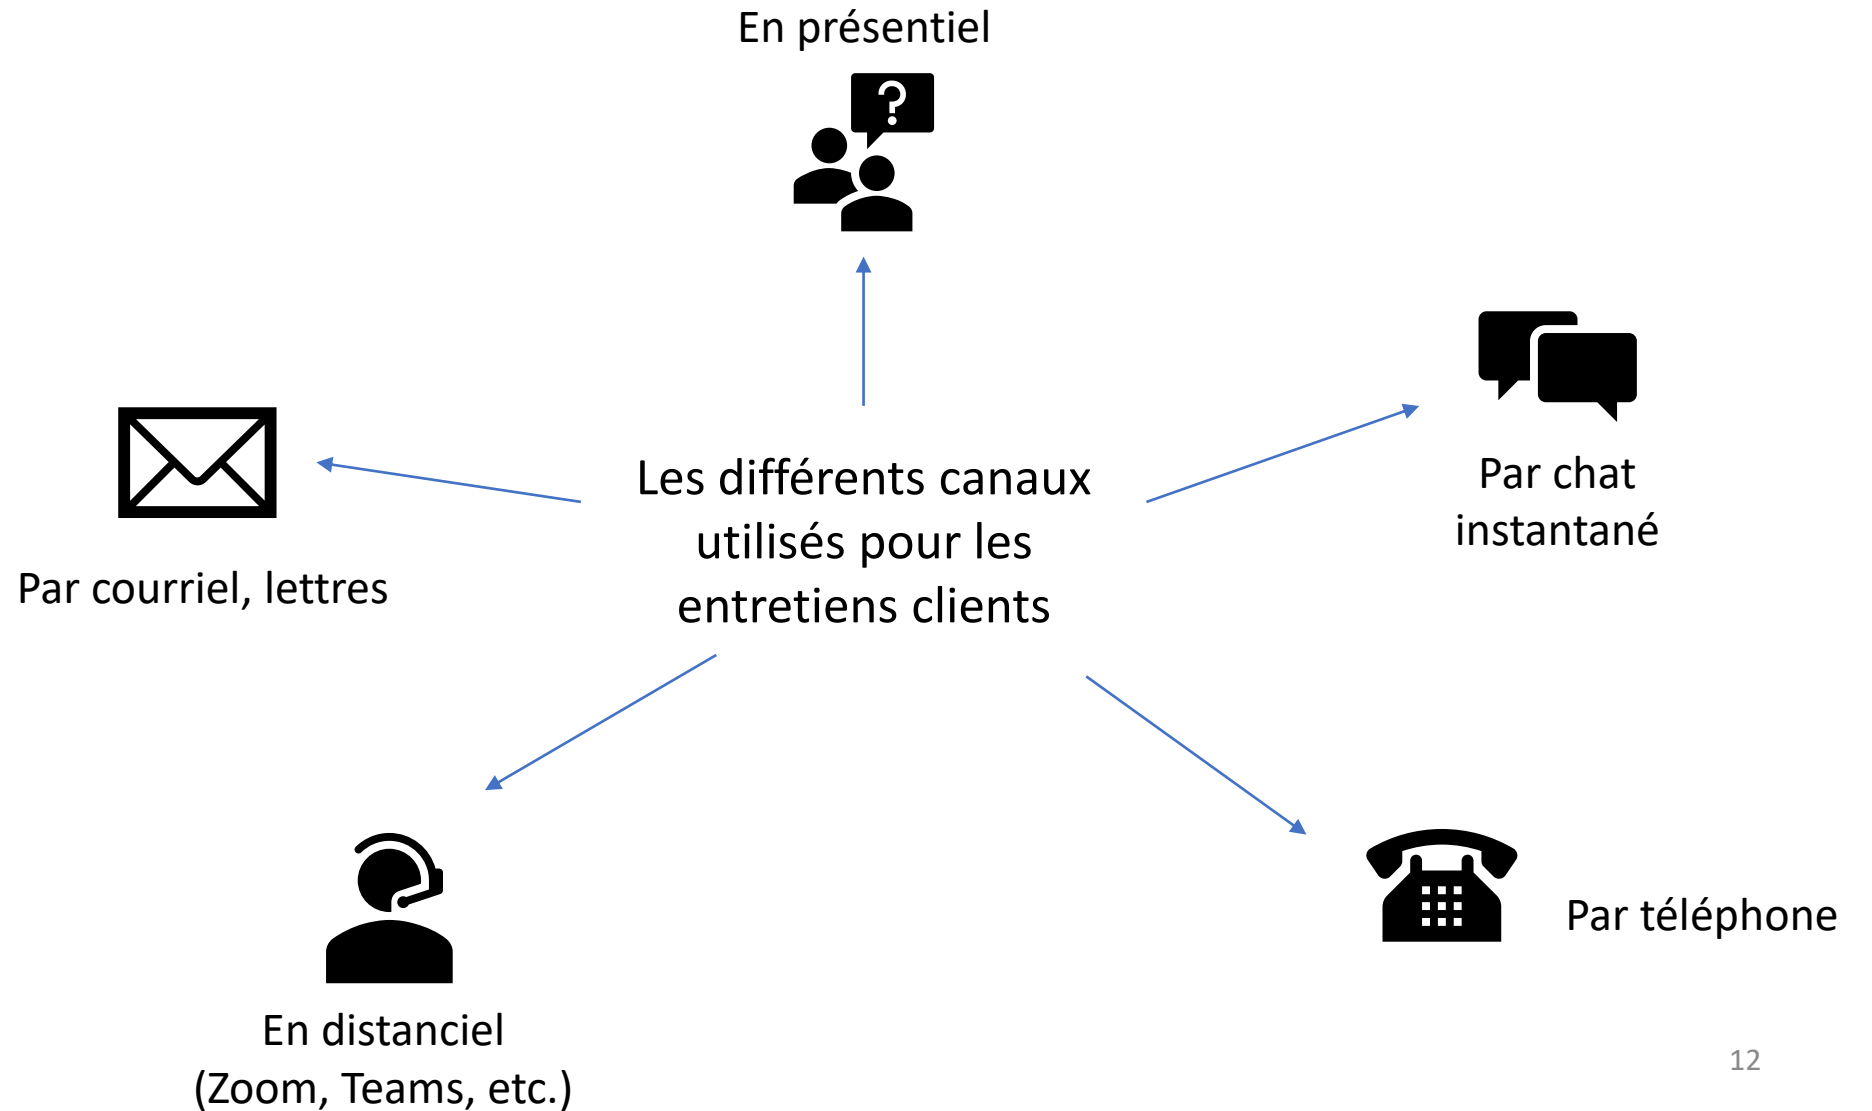 En présentiel
?
Les différents canaux
utilisés pour les
entretiens clients
Par chat
instantané
Par courriel, lettres
Par téléphone
En distanciel
(Zoom, Teams, etc.)
12